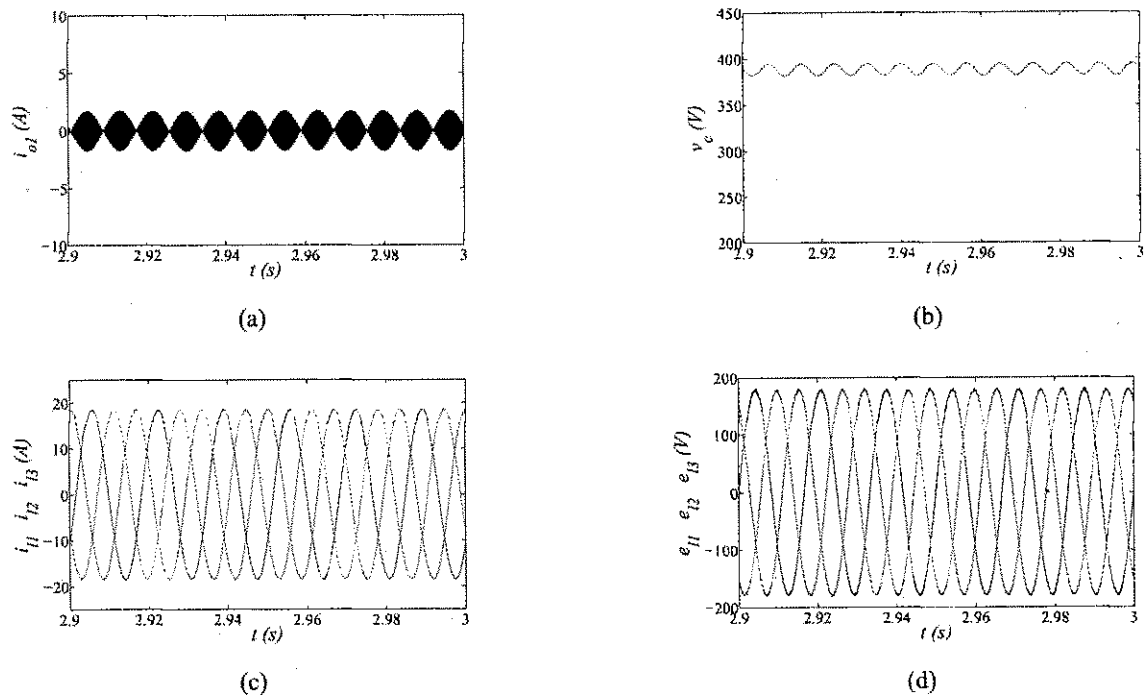 10
5
0
−5
−10
i_{o1} (A)
2.9 2.92 2.94 2.96 2.98 3
t (s)
(a)
450
400
350
300
250
200
v_c (V)
2.9 2.92 2.94 2.96 2.98 3
t (s)
(b)
20
10
0
−10
−20
i_{l1} i_{l2} i_{l3} (A)
2.9 2.92 2.94 2.96 2.98 3
t (s)
(c)
200
100
0
−100
−200
e_{l1} e_{l2} e_{l3} (V)
2.9 2.92 2.94 2.96 2.98 3
t (s)
(d)